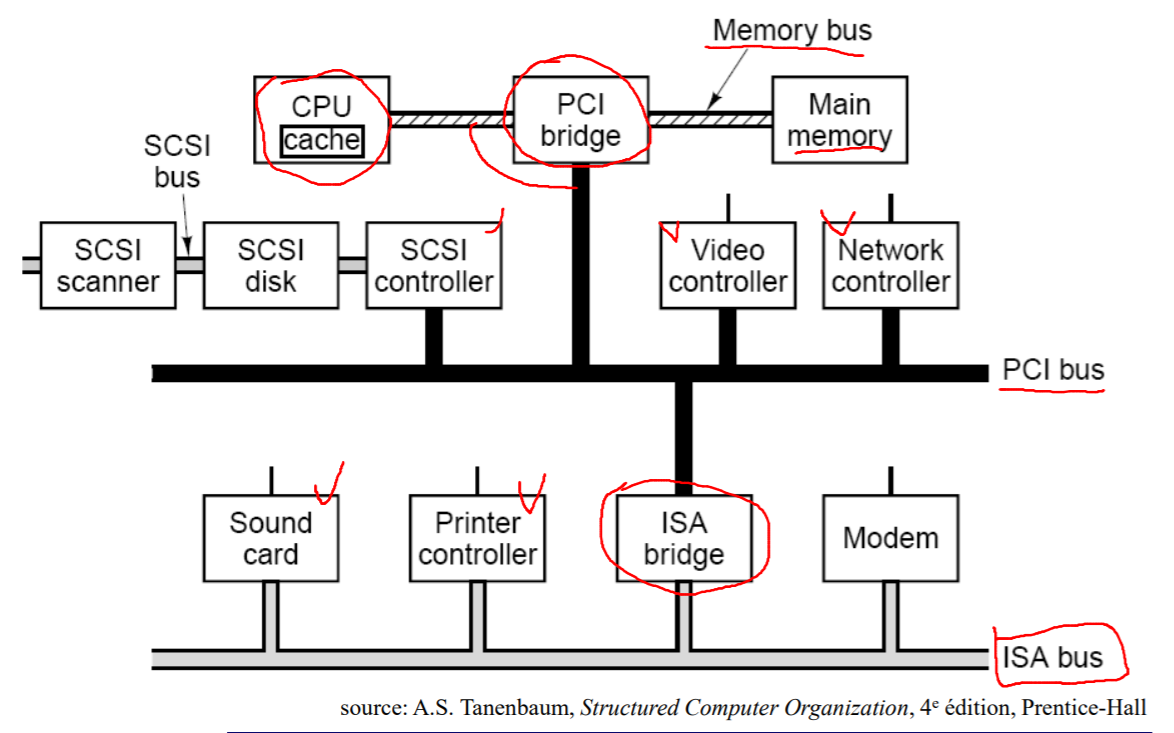 Memory bus
CPU
cache
PCI
bridge
Main
memory
SCSI
bus
SCSI
scanner
SCSI
disk
SCSI
controller
Video
controller
Network
controller
PCI bus
Sound
card
Printer
controller
ISA
bridge
Modem
ISA bus
source: A.S. Tanenbaum, Structured Computer Organization, 4e édition, Prentice-Hall